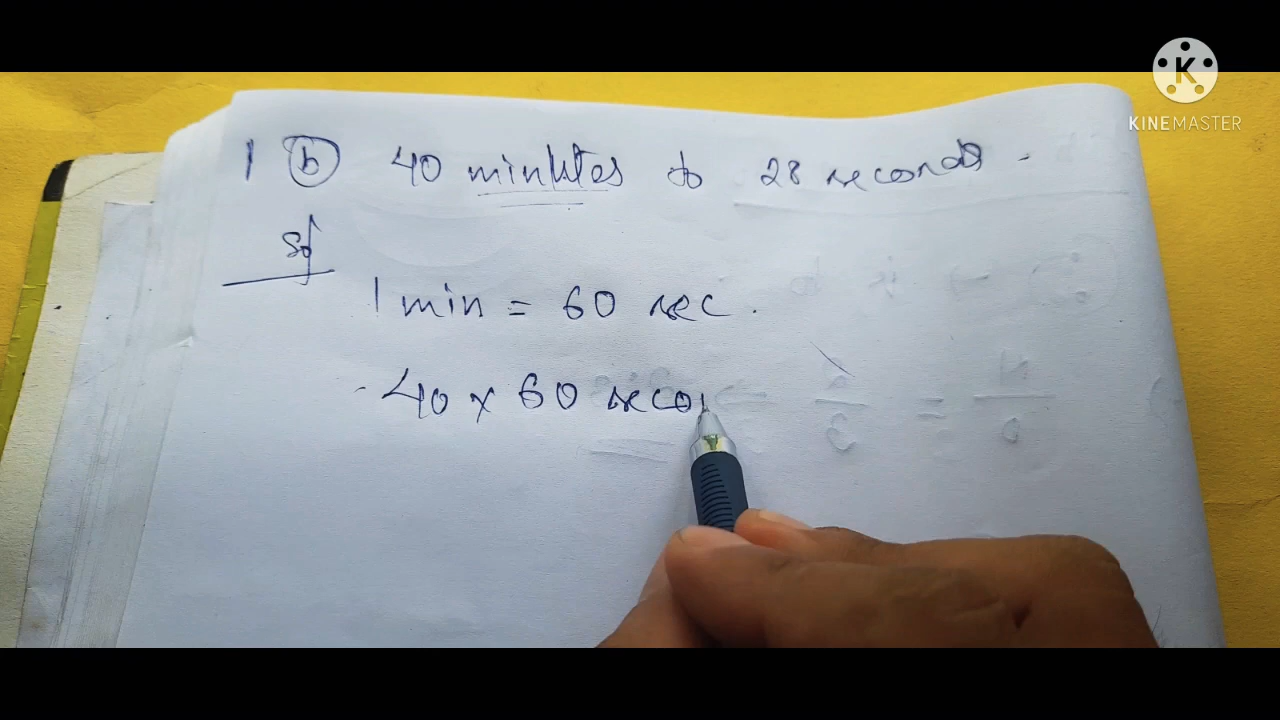 K
KINEMASTER
1 (b) 40 minutes to 28 seconds.
Sol
1 min = 60 sec.
40 x 60 secon